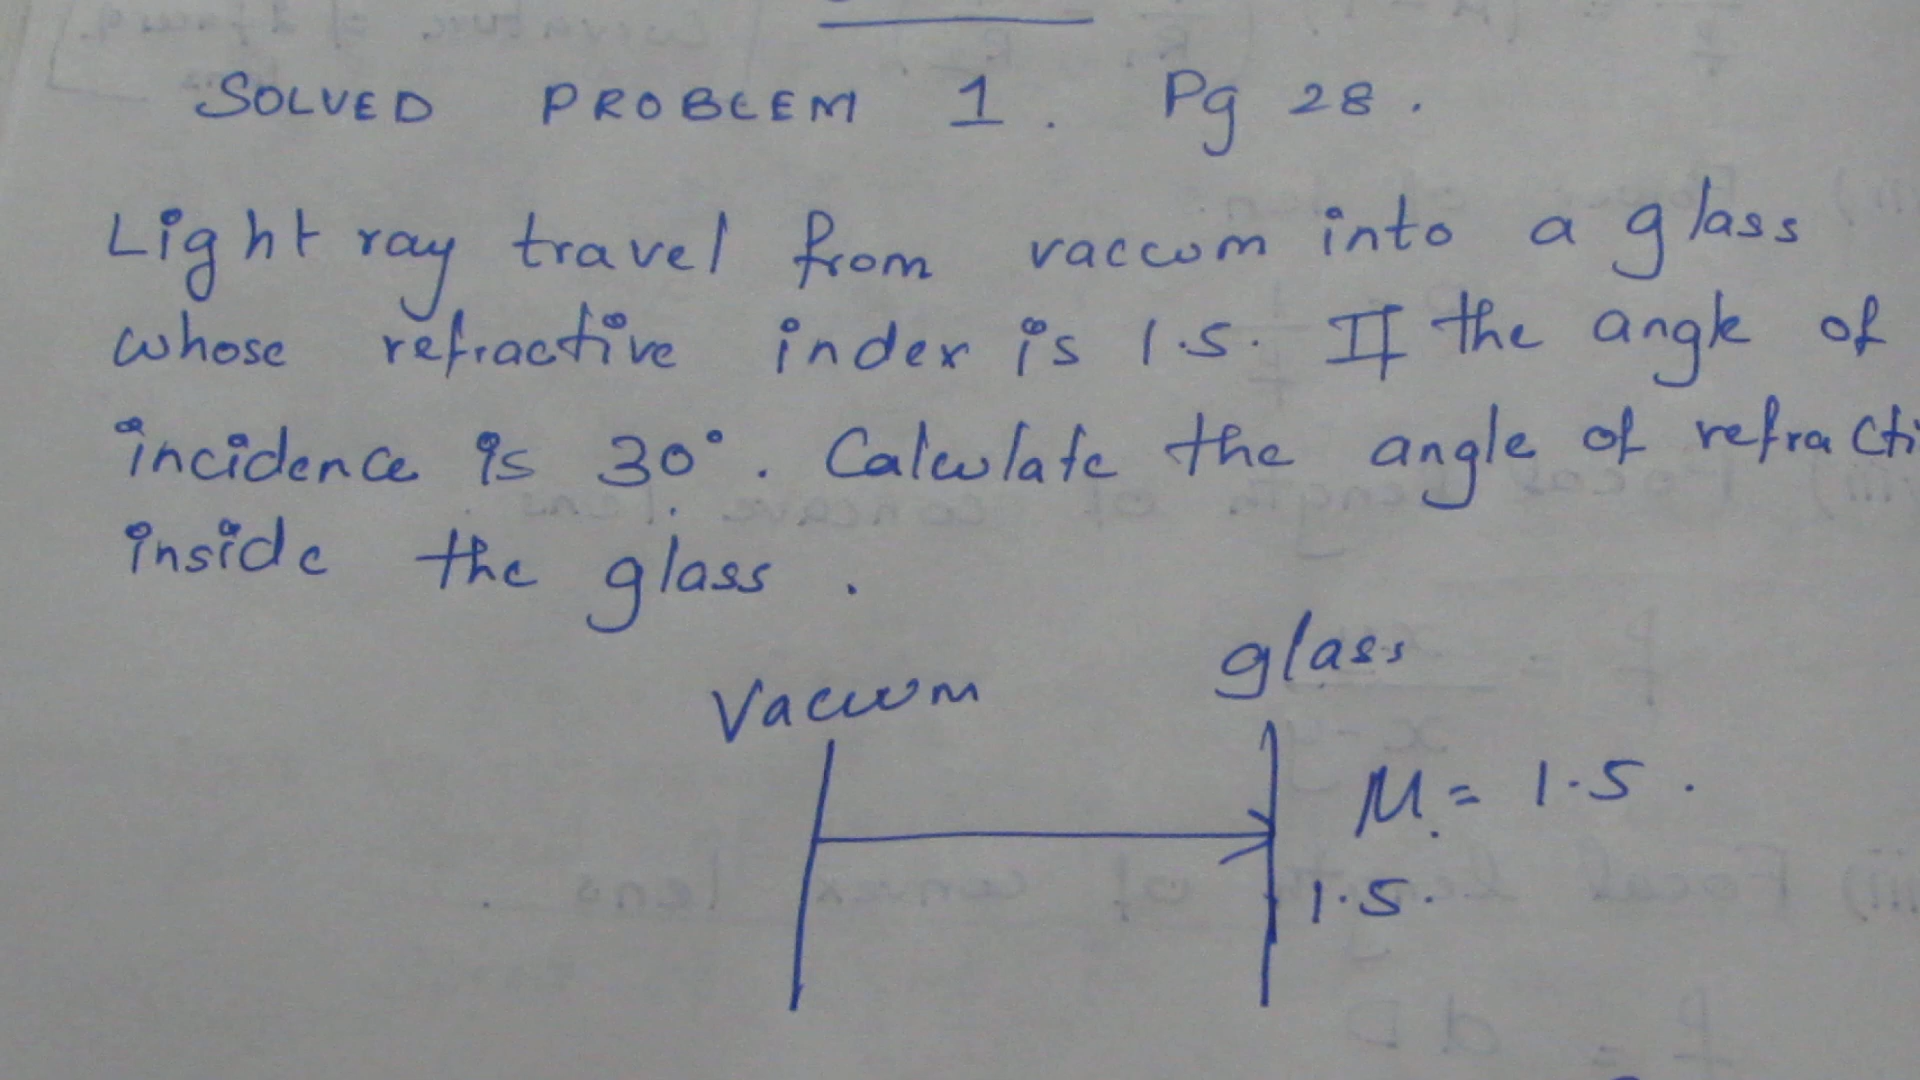 SOLVED PROBLEM 1. Pg 28.
Light ray travel from vaccum into a glass
whose refractive index is 1.5. If the angle of
incidence is 30°. Calculate the angle of refracti
inside the glass.
glass
Vacuum
μ = 1.5.
1.5.